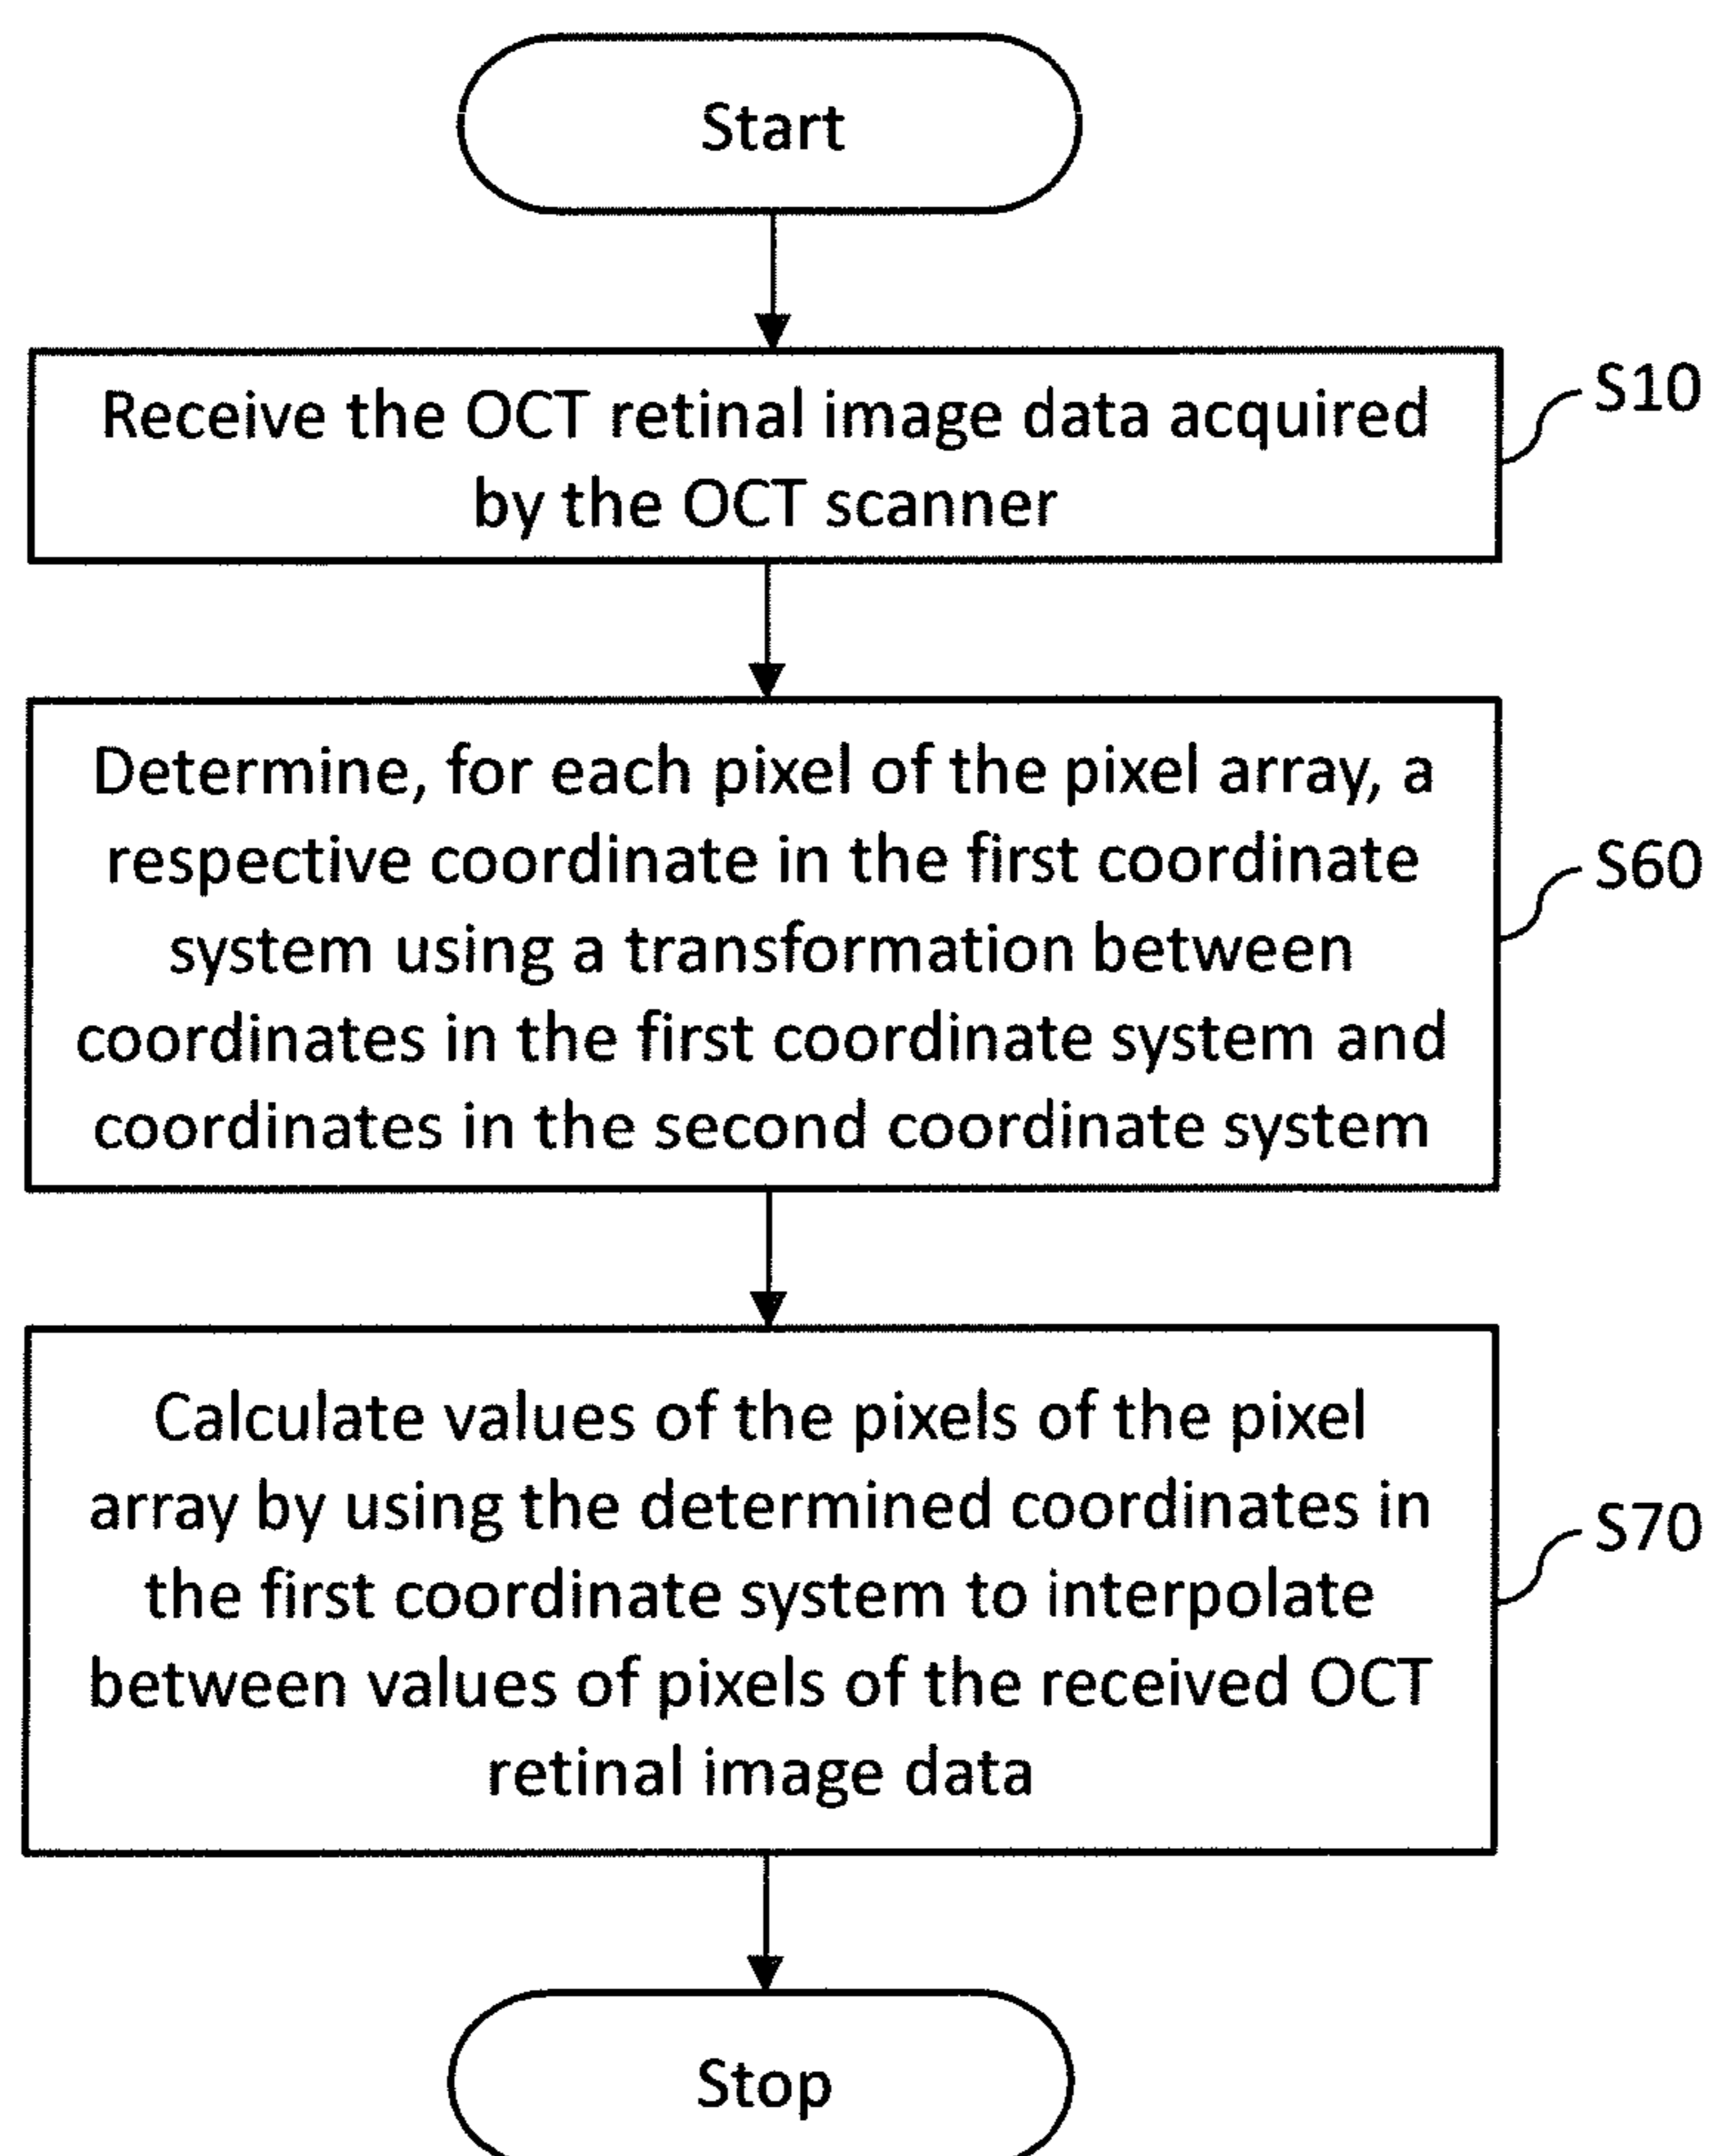 Start
Receive the OCT retinal image data acquired
by the OCT scanner
S10
Determine, for each pixel of the pixel array, a
respective coordinate in the first coordinate
system using a transformation between
coordinates in the first coordinate system and
coordinates in the second coordinate system
S60
Calculate values of the pixels of the pixel
array by using the determined coordinates in
the first coordinate system to interpolate
between values of pixels of the received OCT
retinal image data
S70
Stop